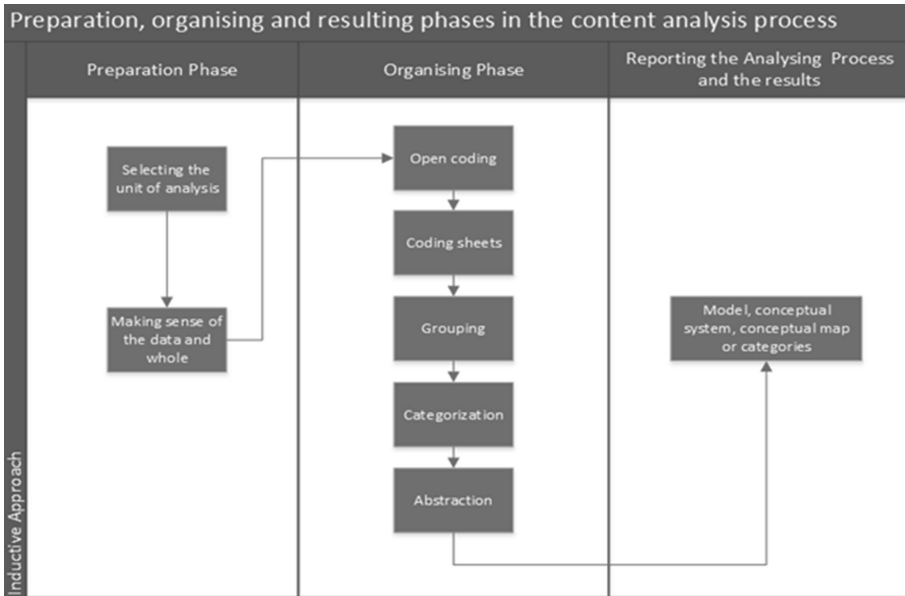 Preparation, organising and resulting phases in the content analysis process
Preparation Phase
Organising Phase
Reporting the Analysing Process
and the results
Inductive Approach
Selecting the
unit of analysis
Making sense of
the data and
whole
Open coding
Coding sheets
Grouping
Categorization
Abstraction
Model, conceptual
system, conceptual map
or categories